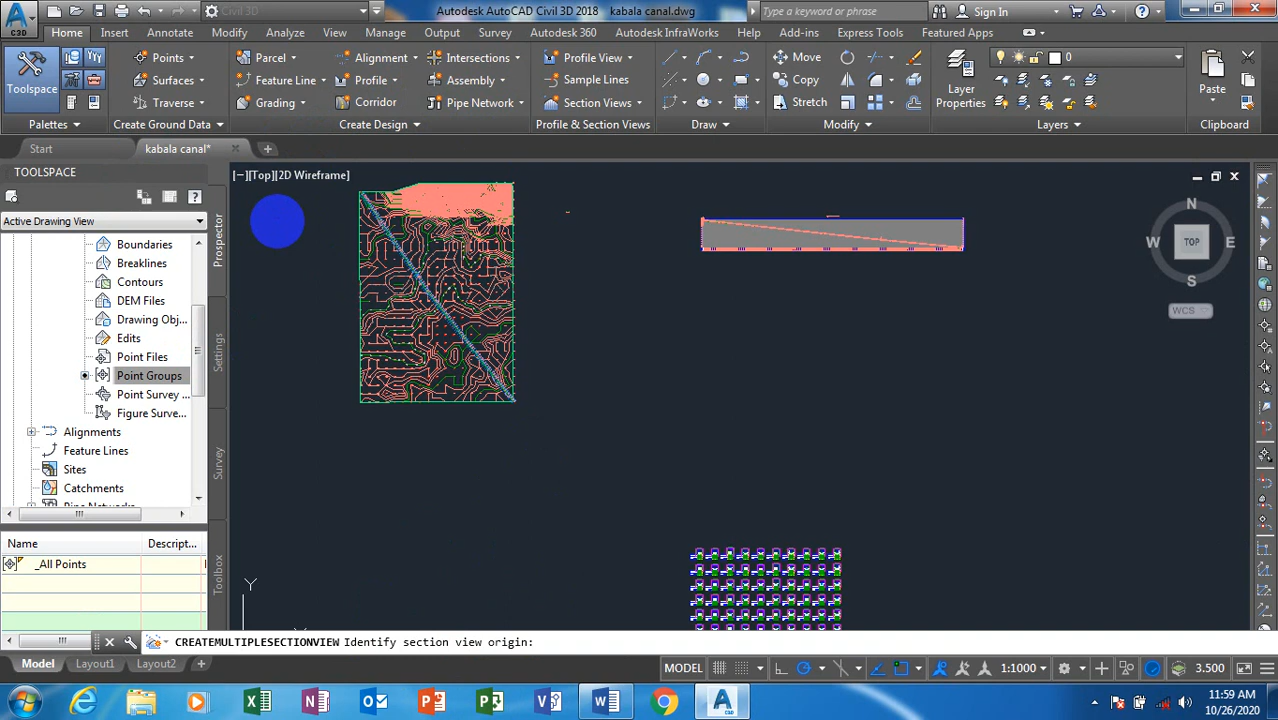 Civil 3D
Autodesk AutoCAD Civil 3D 2018 kabala canal.dwg
Type a keyword or phrase
Sign In
C3D
Home Insert Annotate Modify Analyze View Manage Output Survey Autodesk 360 Autodesk InfraWorks Help Add-ins Express Tools Featured Apps
Points Parcel Alignment Intersections Profile View Move
Toolspace Surfaces Feature Line Profile Assembly Sample Lines Copy Layer Properties Paste
Traverse Grading Corridor Pipe Network Section Views Stretch
0
Palettes Create Ground Data Create Design Profile & Section Views Draw Modify Layers Clipboard
Start kabala canal*
TOOLSPACE
[−][Top][2D Wireframe]
Active Drawing View
Prospector
Settings
Survey
Toolbox
Boundaries
Breaklines
Contours
DEM Files
Drawing Obj...
Edits
Point Files
Point Groups
Point Survey ...
Figure Surve...
Alignments
Feature Lines
Sites
Catchments
Name Descript...
_All Points
N
W TOP E
S
WCS
Y
CREATEMULTIPLESECTIONVIEW Identify section view origin:
Model Layout1 Layout2 +
MODEL 1:1000 3.500
11:59 AM
10/26/2020